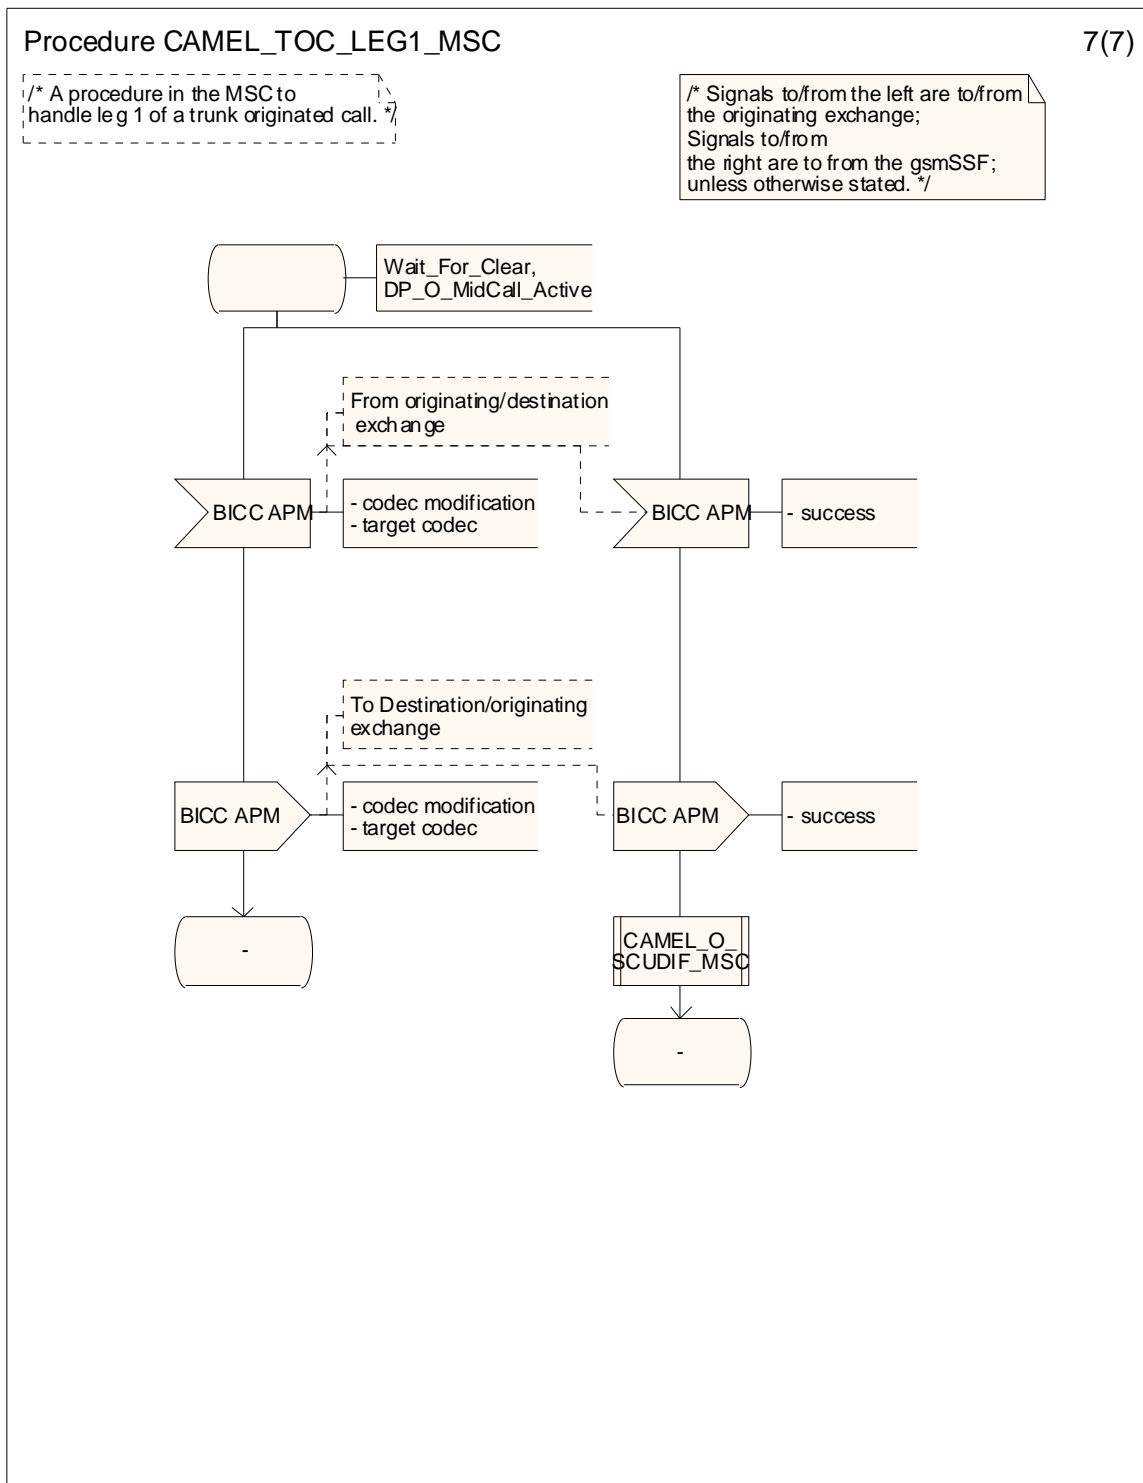 Procedure CAMEL_TOC_LEG1_MSC
7(7)
/* A procedure in the MSC to
handle leg 1 of a trunk originated call. */
/* Signals to/from the left are to/from
the originating exchange;
Signals to/from
the right are to from the gsmSSF;
unless otherwise stated. */
Wait_For_Clear,
DP_O_MidCall_Active
From originating/destination
exchange
BICC APM
- codec modification
- target codec
BICC APM
- success
To Destination/originating
exchange
BICC APM
- codec modification
- target codec
BICC APM
- success
-
CAMEL_O_
SCUDIF_MSC
-